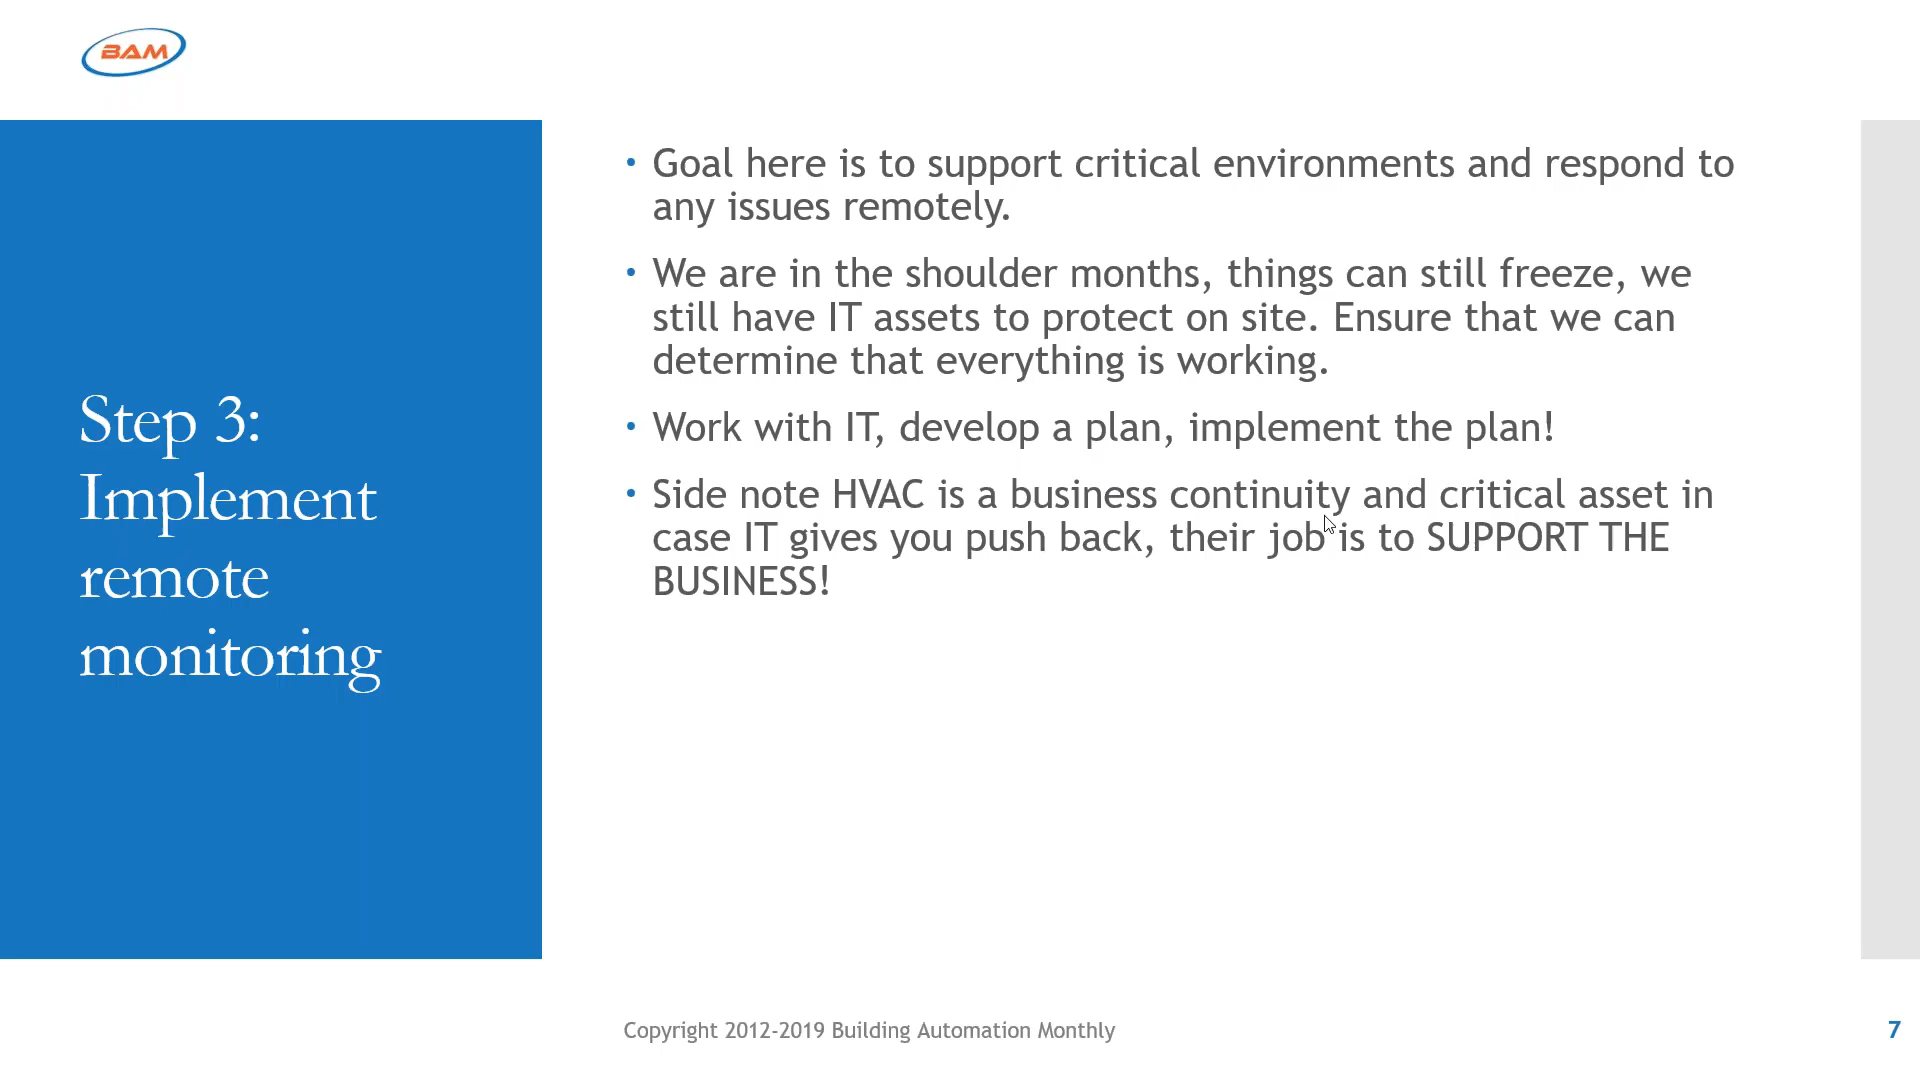 BAM
Step 3:
Implement
remote
monitoring
• Goal here is to support critical environments and respond to
any issues remotely.
• We are in the shoulder months, things can still freeze, we
still have IT assets to protect on site. Ensure that we can
determine that everything is working.
• Work with IT, develop a plan, implement the plan!
• Side note HVAC is a business continuity and critical asset in
case IT gives you push back, their job is to SUPPORT THE
BUSINESS!
Copyright 2012-2019 Building Automation Monthly
7